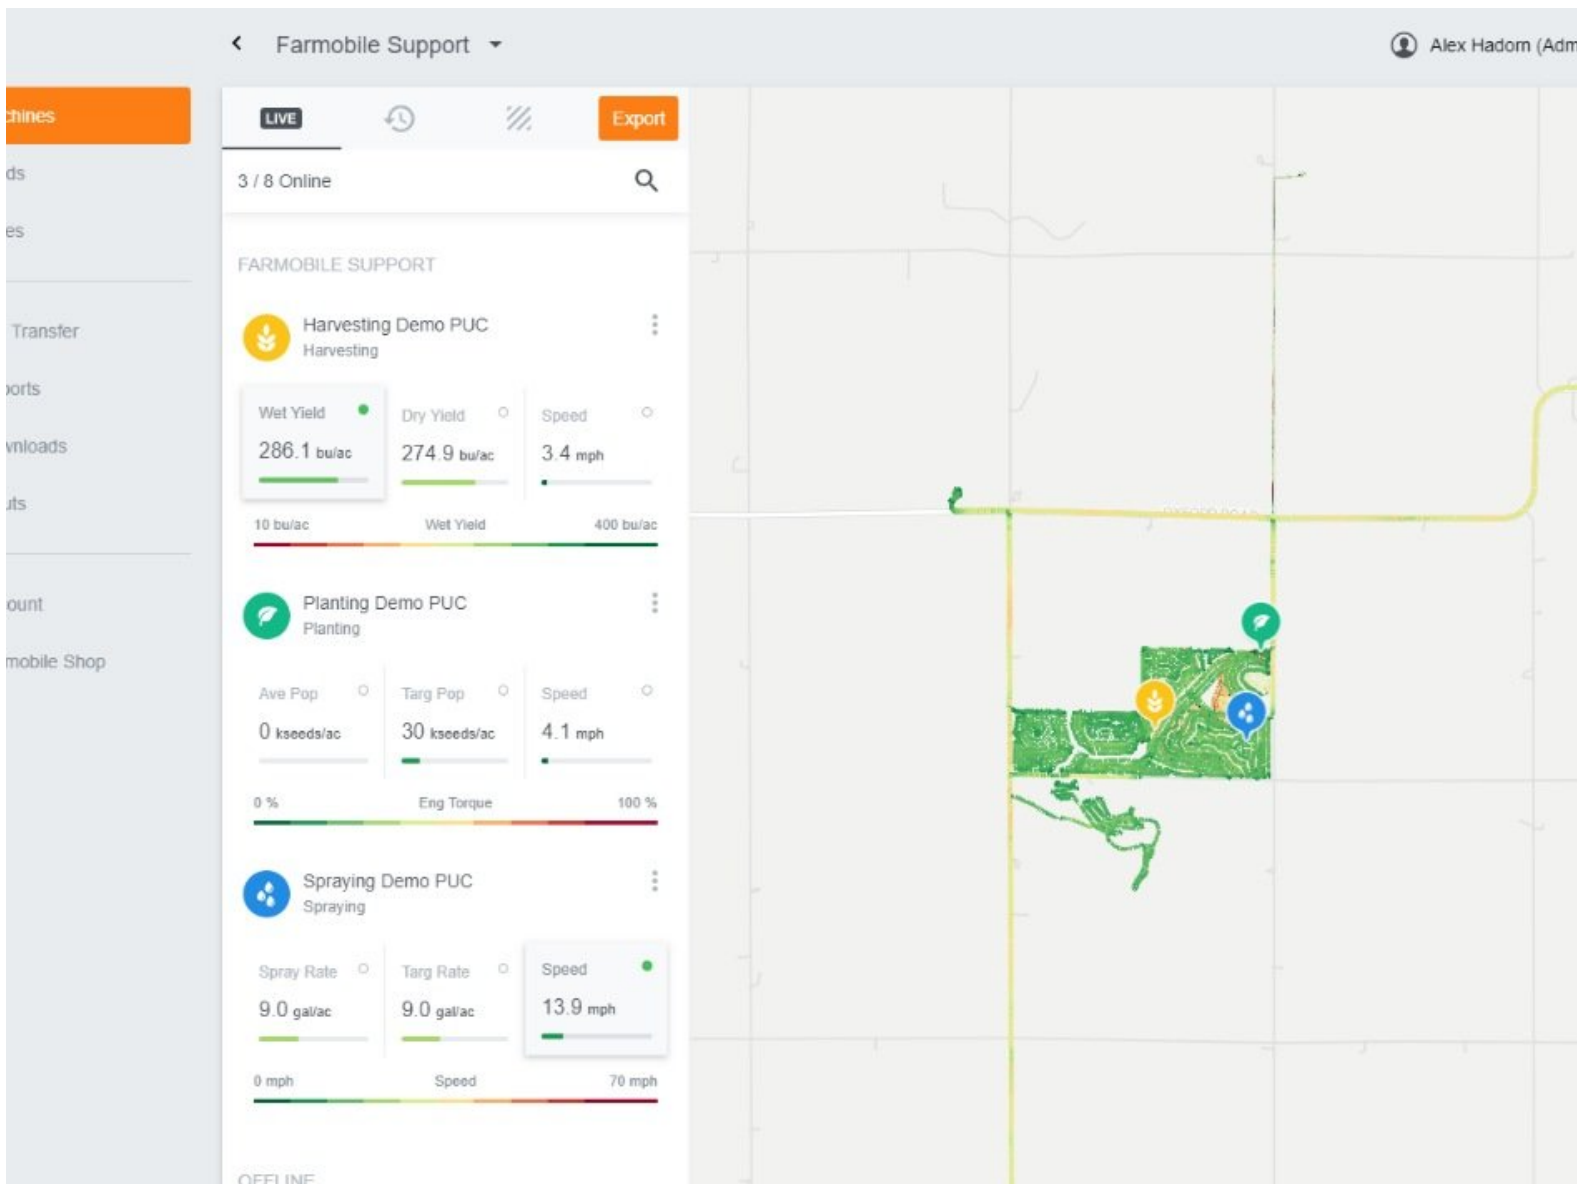 Farmobile Support
Alex Hadorn (Adm
chines
ds
es
Transfer
ports
wnloads
uts
ount
mobile Shop
LIVE
Export
3 / 8 Online
FARMOBILE SUPPORT
Harvesting Demo PUC
Harvesting
Wet Yield
Dry Yield
Speed
286.1 bu/ac
274.9 bu/ac
3.4 mph
10 bu/ac
Wet Yield
400 bu/ac
Planting Demo PUC
Planting
Ave Pop
Targ Pop
Speed
0 kseeds/ac
30 kseeds/ac
4.1 mph
0 %
Eng Torque
100 %
Spraying Demo PUC
Spraying
Spray Rate
Targ Rate
Speed
9.0 gal/ac
9.0 gal/ac
13.9 mph
0 mph
Speed
70 mph
OFFLINE